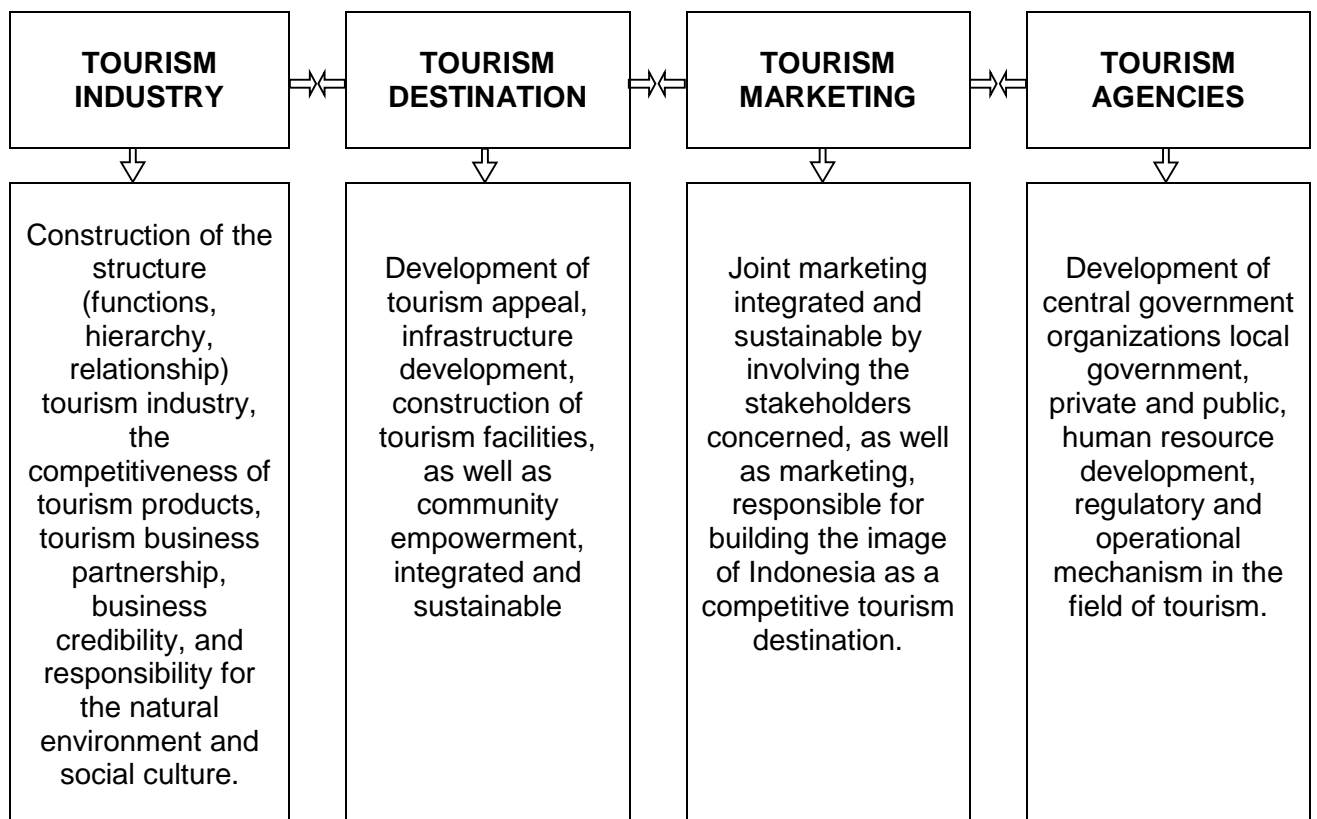 TOURISM
INDUSTRY
TOURISM
DESTINATION
TOURISM
MARKETING
TOURISM
AGENCIES
Construction of the
structure
(functions,
hierarchy,
relationship)
tourism industry,
the
competitiveness of
tourism products,
tourism business
partnership,
business
credibility, and
responsibility for
the natural
environment and
social culture.
Development of
tourism appeal,
infrastructure
development,
construction of
tourism facilities,
as well as
community
empowerment,
integrated and
sustainable
Joint marketing
integrated and
sustainable by
involving the
stakeholders
concerned, as well
as marketing,
responsible for
building the image
of Indonesia as a
competitive tourism
destination.
Development of
central government
organizations local
government,
private and public,
human resource
development,
regulatory and
operational
mechanism in the
field of tourism.